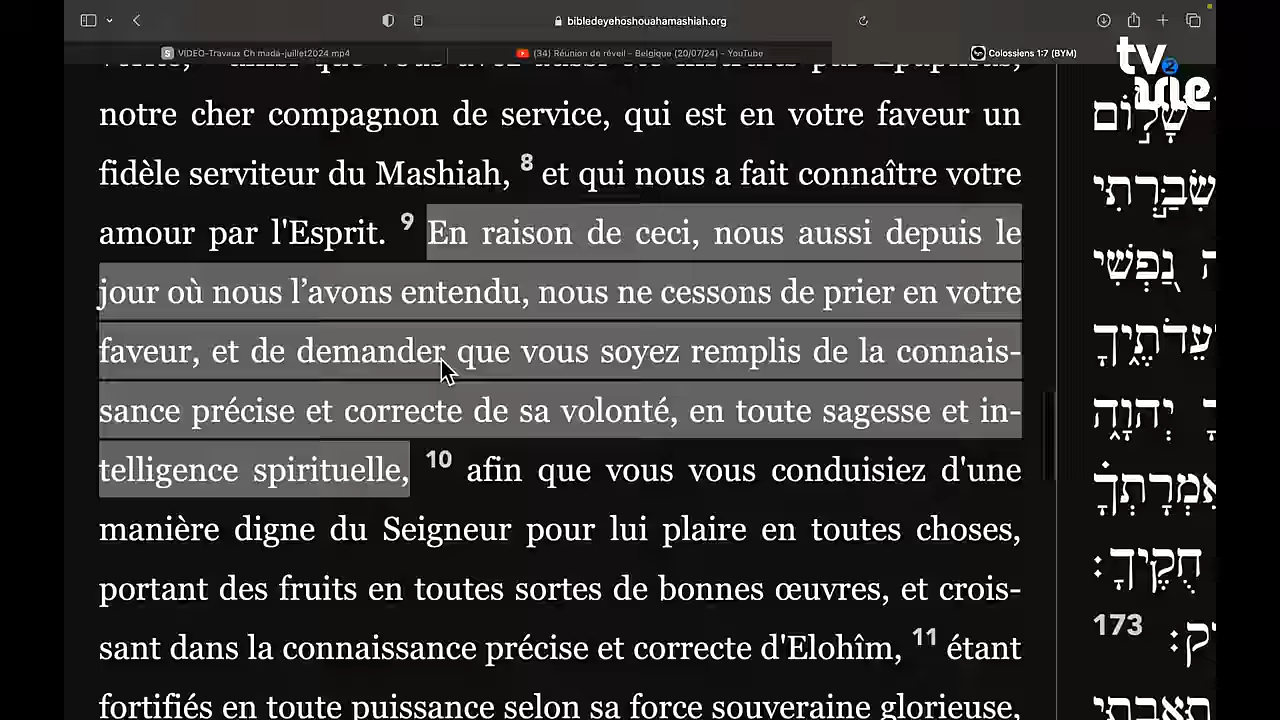 bibledeyehoshouahamashiah.org
VIDEO-Travaux Ch mada-juillet2024.mp4
(34) Réunion de réveil – Belgique (20/07/24) – YouTube
Colossiens 1:7 (BYM)
tv2
vie
notre cher compagnon de service, qui est en votre faveur un
fidèle serviteur du Mashiah, 8 et qui nous a fait connaître votre
amour par l'Esprit. 9 En raison de ceci, nous aussi depuis le
jour où nous l’avons entendu, nous ne cessons de prier en votre
faveur, et de demander que vous soyez remplis de la connais-
sance précise et correcte de sa volonté, en toute sagesse et in-
telligence spirituelle, 10 afin que vous vous conduisiez d'une
manière digne du Seigneur pour lui plaire en toutes choses,
portant des fruits en toutes sortes de bonnes œuvres, et crois-
sant dans la connaissance précise et correcte d'Elohîm, 11 étant
fortifiés en toute puissance selon sa force souveraine glorieuse,
נַפְשִׁי
יְהוָה
חֻקֶּיךָ׃
173